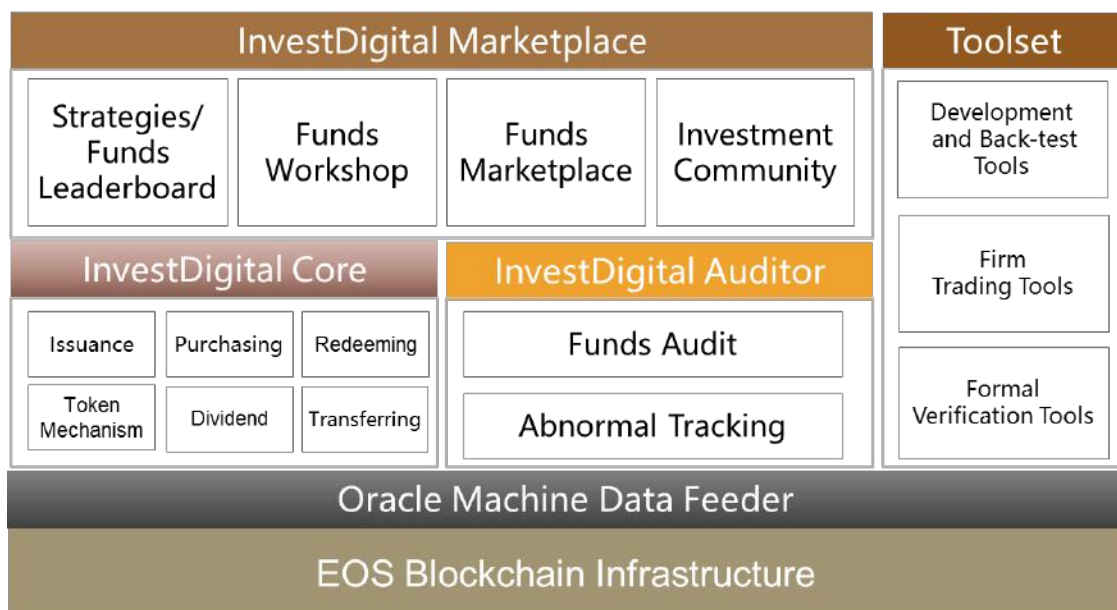 InvestDigital Marketplace
Strategies/
Funds
Leaderboard
Funds
Workshop
Funds
Marketplace
Investment
Community
Toolset
Development
and Back-test
Tools
Firm
Trading Tools
Formal
Verification Tools
InvestDigital Core
Issuance
Purchasing
Redeeming
Token
Mechanism
Dividend
Transferring
InvestDigital Auditor
Funds Audit
Abnormal Tracking
Oracle Machine Data Feeder
EOS Blockchain Infrastructure